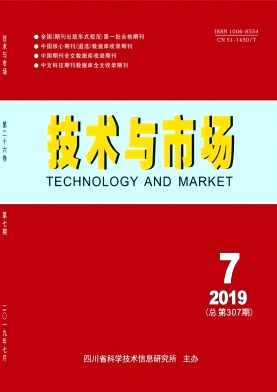 ISSN 1006-8554
CN 51-1450/T
● 全国《期刊出版形式规范》第一批合格期刊
● 中国核心期刊(遴选)数据库收录期刊
● 中国期刊全文数据库收录期刊
● 中文科技期刊数据库全文收录期刊
技术与市场
第二十六卷
第七期
二〇一九年七月
技术与市场
TECHNOLOGY AND MARKET
7
2019
(总第307期)
四川省科学技术信息研究所 主办